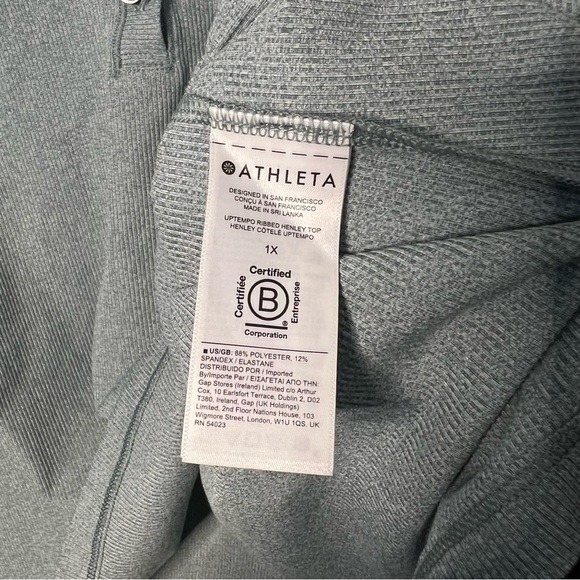 ATHLETA
DESIGNED IN SAN FRANCISCO
CONÇU À SAN FRANCISCO
MADE IN SRI LANKA
UPTEMPO RIBBED HENLEY TOP
HENLEY CÔTELÉ UPTEMPO
1X
Certified
Certifiée
B
®
Entreprise
Corporation
■ US/GB: 88% POLYESTER, 12%
SPANDEX / ELASTANE
DISTRIBUIDO POR / Imported
By/Importe Par / ΕΙΣΑΓΕΤΑΙ ΑΠΟ ΤΗΝ:
Gap Stores (Ireland) Limited c/o Arthur
Cox, 10 Earlsfort Terrace, Dublin 2, D02
T380, Ireland, Gap (UK Holdings)
Limited, 2nd Floor Nations House, 103
Wigmore Street, London, W1U 1QS, UK
RN 54023